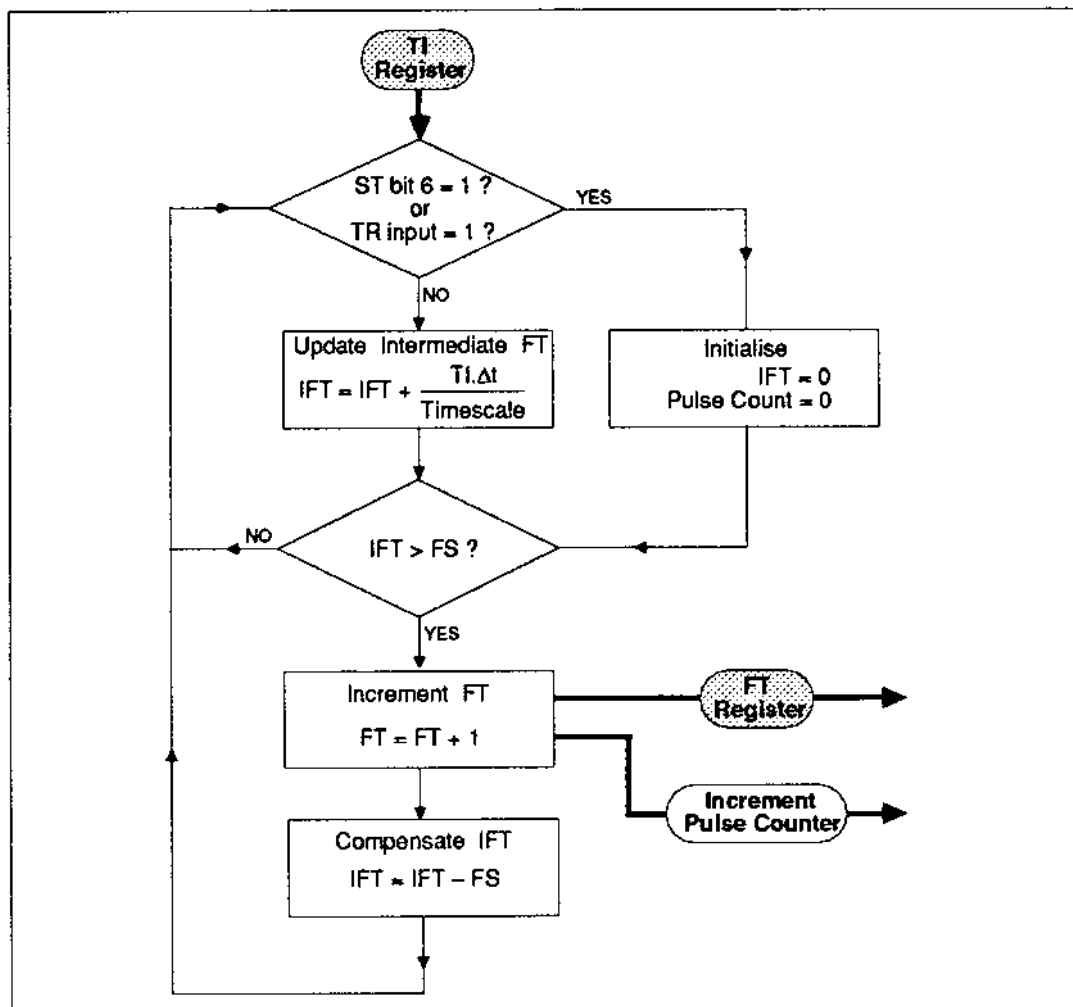 TI
Register
ST bit 6 = 1 ?
or
TR input = 1 ?
YES
NO
Update Intermediate FT
IFT = IFT + TI.Δt
Timescale
Initialise
IFT = 0
Pulse Count = 0
NO
IFT > FS ?
YES
Increment FT
FT = FT + 1
FT
Register
Increment
Pulse Counter
Compensate IFT
IFT = IFT – FS